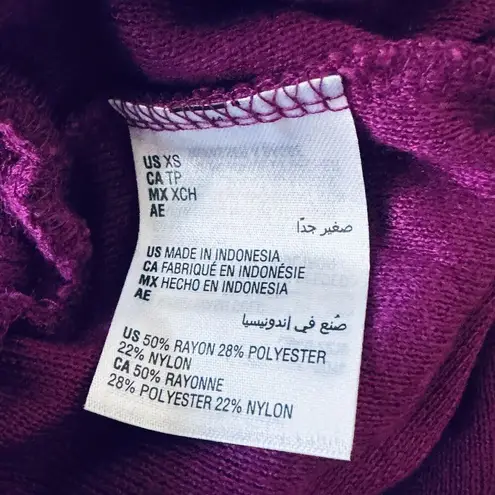 US XS
CA TP
MX XCH
AE
صغير جدًا
US MADE IN INDONESIA
CA FABRIQUÉ EN INDONÉSIE
MX HECHO EN INDONESIA
AE
صُنع في اندونيسيا
US 50% RAYON 28% POLYESTER
22% NYLON
CA 50% RAYONNE
28% POLYESTER 22% NYLON